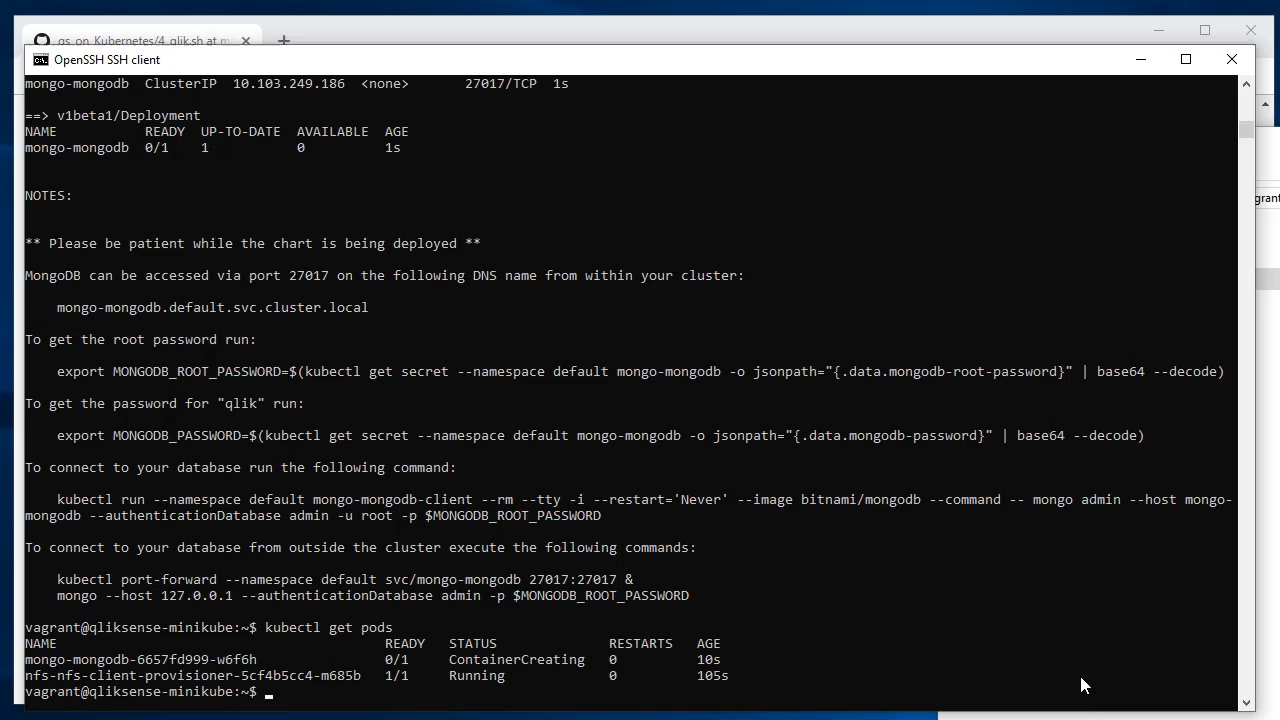 qs_on_Kubernetes/4_qlik.sh at m
OpenSSH SSH client
mongo-mongodb  ClusterIP  10.103.249.186  <none>       27017/TCP  1s
==> v1beta1/Deployment
NAME           READY  UP-TO-DATE  AVAILABLE  AGE
mongo-mongodb  0/1    1           0          1s
NOTES:
** Please be patient while the chart is being deployed **
MongoDB can be accessed via port 27017 on the following DNS name from within your cluster:
    mongo-mongodb.default.svc.cluster.local
To get the root password run:
    export MONGODB_ROOT_PASSWORD=$(kubectl get secret --namespace default mongo-mongodb -o jsonpath="{.data.mongodb-root-password}" | base64 --decode)
To get the password for "qlik" run:
    export MONGODB_PASSWORD=$(kubectl get secret --namespace default mongo-mongodb -o jsonpath="{.data.mongodb-password}" | base64 --decode)
To connect to your database run the following command:
    kubectl run --namespace default mongo-mongodb-client --rm --tty -i --restart='Never' --image bitnami/mongodb --command -- mongo admin --host mongo-
mongodb --authenticationDatabase admin -u root -p $MONGODB_ROOT_PASSWORD
To connect to your database from outside the cluster execute the following commands:
    kubectl port-forward --namespace default svc/mongo-mongodb 27017:27017 &
    mongo --host 127.0.0.1 --authenticationDatabase admin -p $MONGODB_ROOT_PASSWORD
vagrant@qliksense-minikube:~$ kubectl get pods
NAME                                         READY   STATUS              RESTARTS   AGE
mongo-mongodb-6657fd999-w6f6h                0/1     ContainerCreating   0          10s
nfs-nfs-client-provisioner-5cf4b5cc4-m685b   1/1     Running             0          105s
vagrant@qliksense-minikube:~$
grant